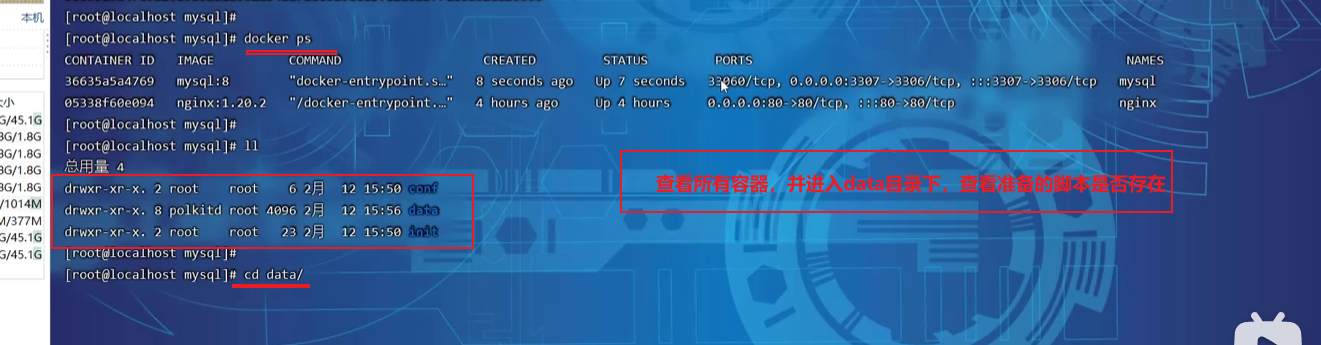 本机
[root@localhost mysql]#
[root@localhost mysql]# docker ps
CONTAINER ID   IMAGE          COMMAND                  CREATED         STATUS         PORTS                                                  NAMES
36635a5a4769   mysql:8        "docker-entrypoint.s…"   8 seconds ago   Up 7 seconds   33060/tcp, 0.0.0.0:3307->3306/tcp, :::3307->3306/tcp   mysql
05338f60e094   nginx:1.20.2   "/docker-entrypoint.…"   4 hours ago     Up 4 hours     0.0.0.0:80->80/tcp, :::80->80/tcp                      nginx
[root@localhost mysql]#
[root@localhost mysql]# ll
总用量 4
drwxr-xr-x. 2 root    root    6 2月  12 15:50 conf
drwxr-xr-x. 8 polkitd root 4096 2月  12 15:56 data
drwxr-xr-x. 2 root    root   23 2月  12 15:50 init
[root@localhost mysql]#
[root@localhost mysql]# cd data/
查看所有容器，并进入data目录下，查看准备的脚本是否存在
大小
G/45.1G
8G/1.8G
8G/1.8G
8G/1.8G
8G/1.8G
/1014M
M/377M
G/45.1G
G/45.1G